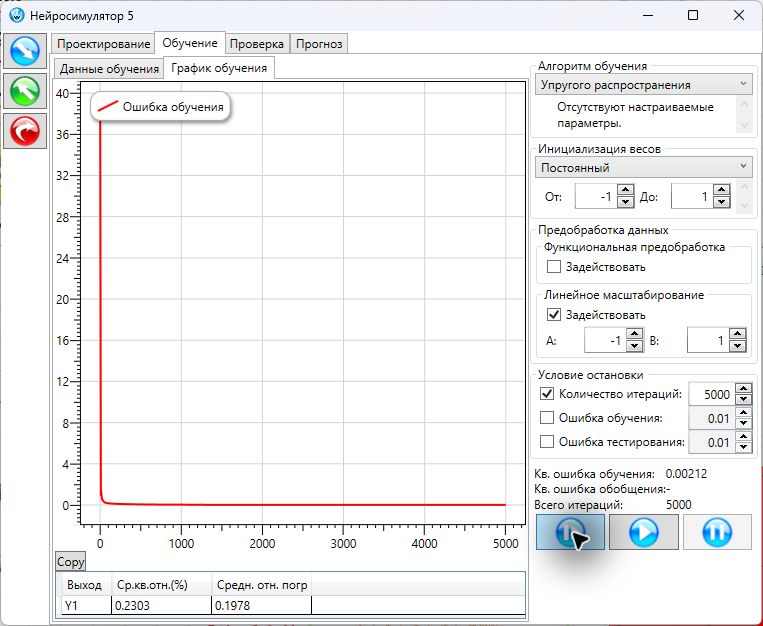 Нейросимулятор 5
Проектирование Обучение Проверка Прогноз
Данные обучения График обучения
Ошибка обучения
40
36
32
28
24
20
16
12
8
4
0
0 1000 2000 3000 4000 5000
Copy
Выход Ср.кв.отн.(%) Средн. отн. погр
Y1 0.2303 0.1978
Алгоритм обучения
Упругого распространения
Отсутствуют настраиваемые
параметры.
Инициализация весов
Постоянный
От: -1 До: 1
Предобработка данных
Функциональная предобработка
Задействовать
Линейное масштабирование
Задействовать
A: -1 B: 1
Условие остановки
Количество итераций: 5000
Ошибка обучения: 0.01
Ошибка тестирования: 0.01
Кв. ошибка обучения: 0.00212
Кв. ошибка обобщения:-
Всего итераций: 5000